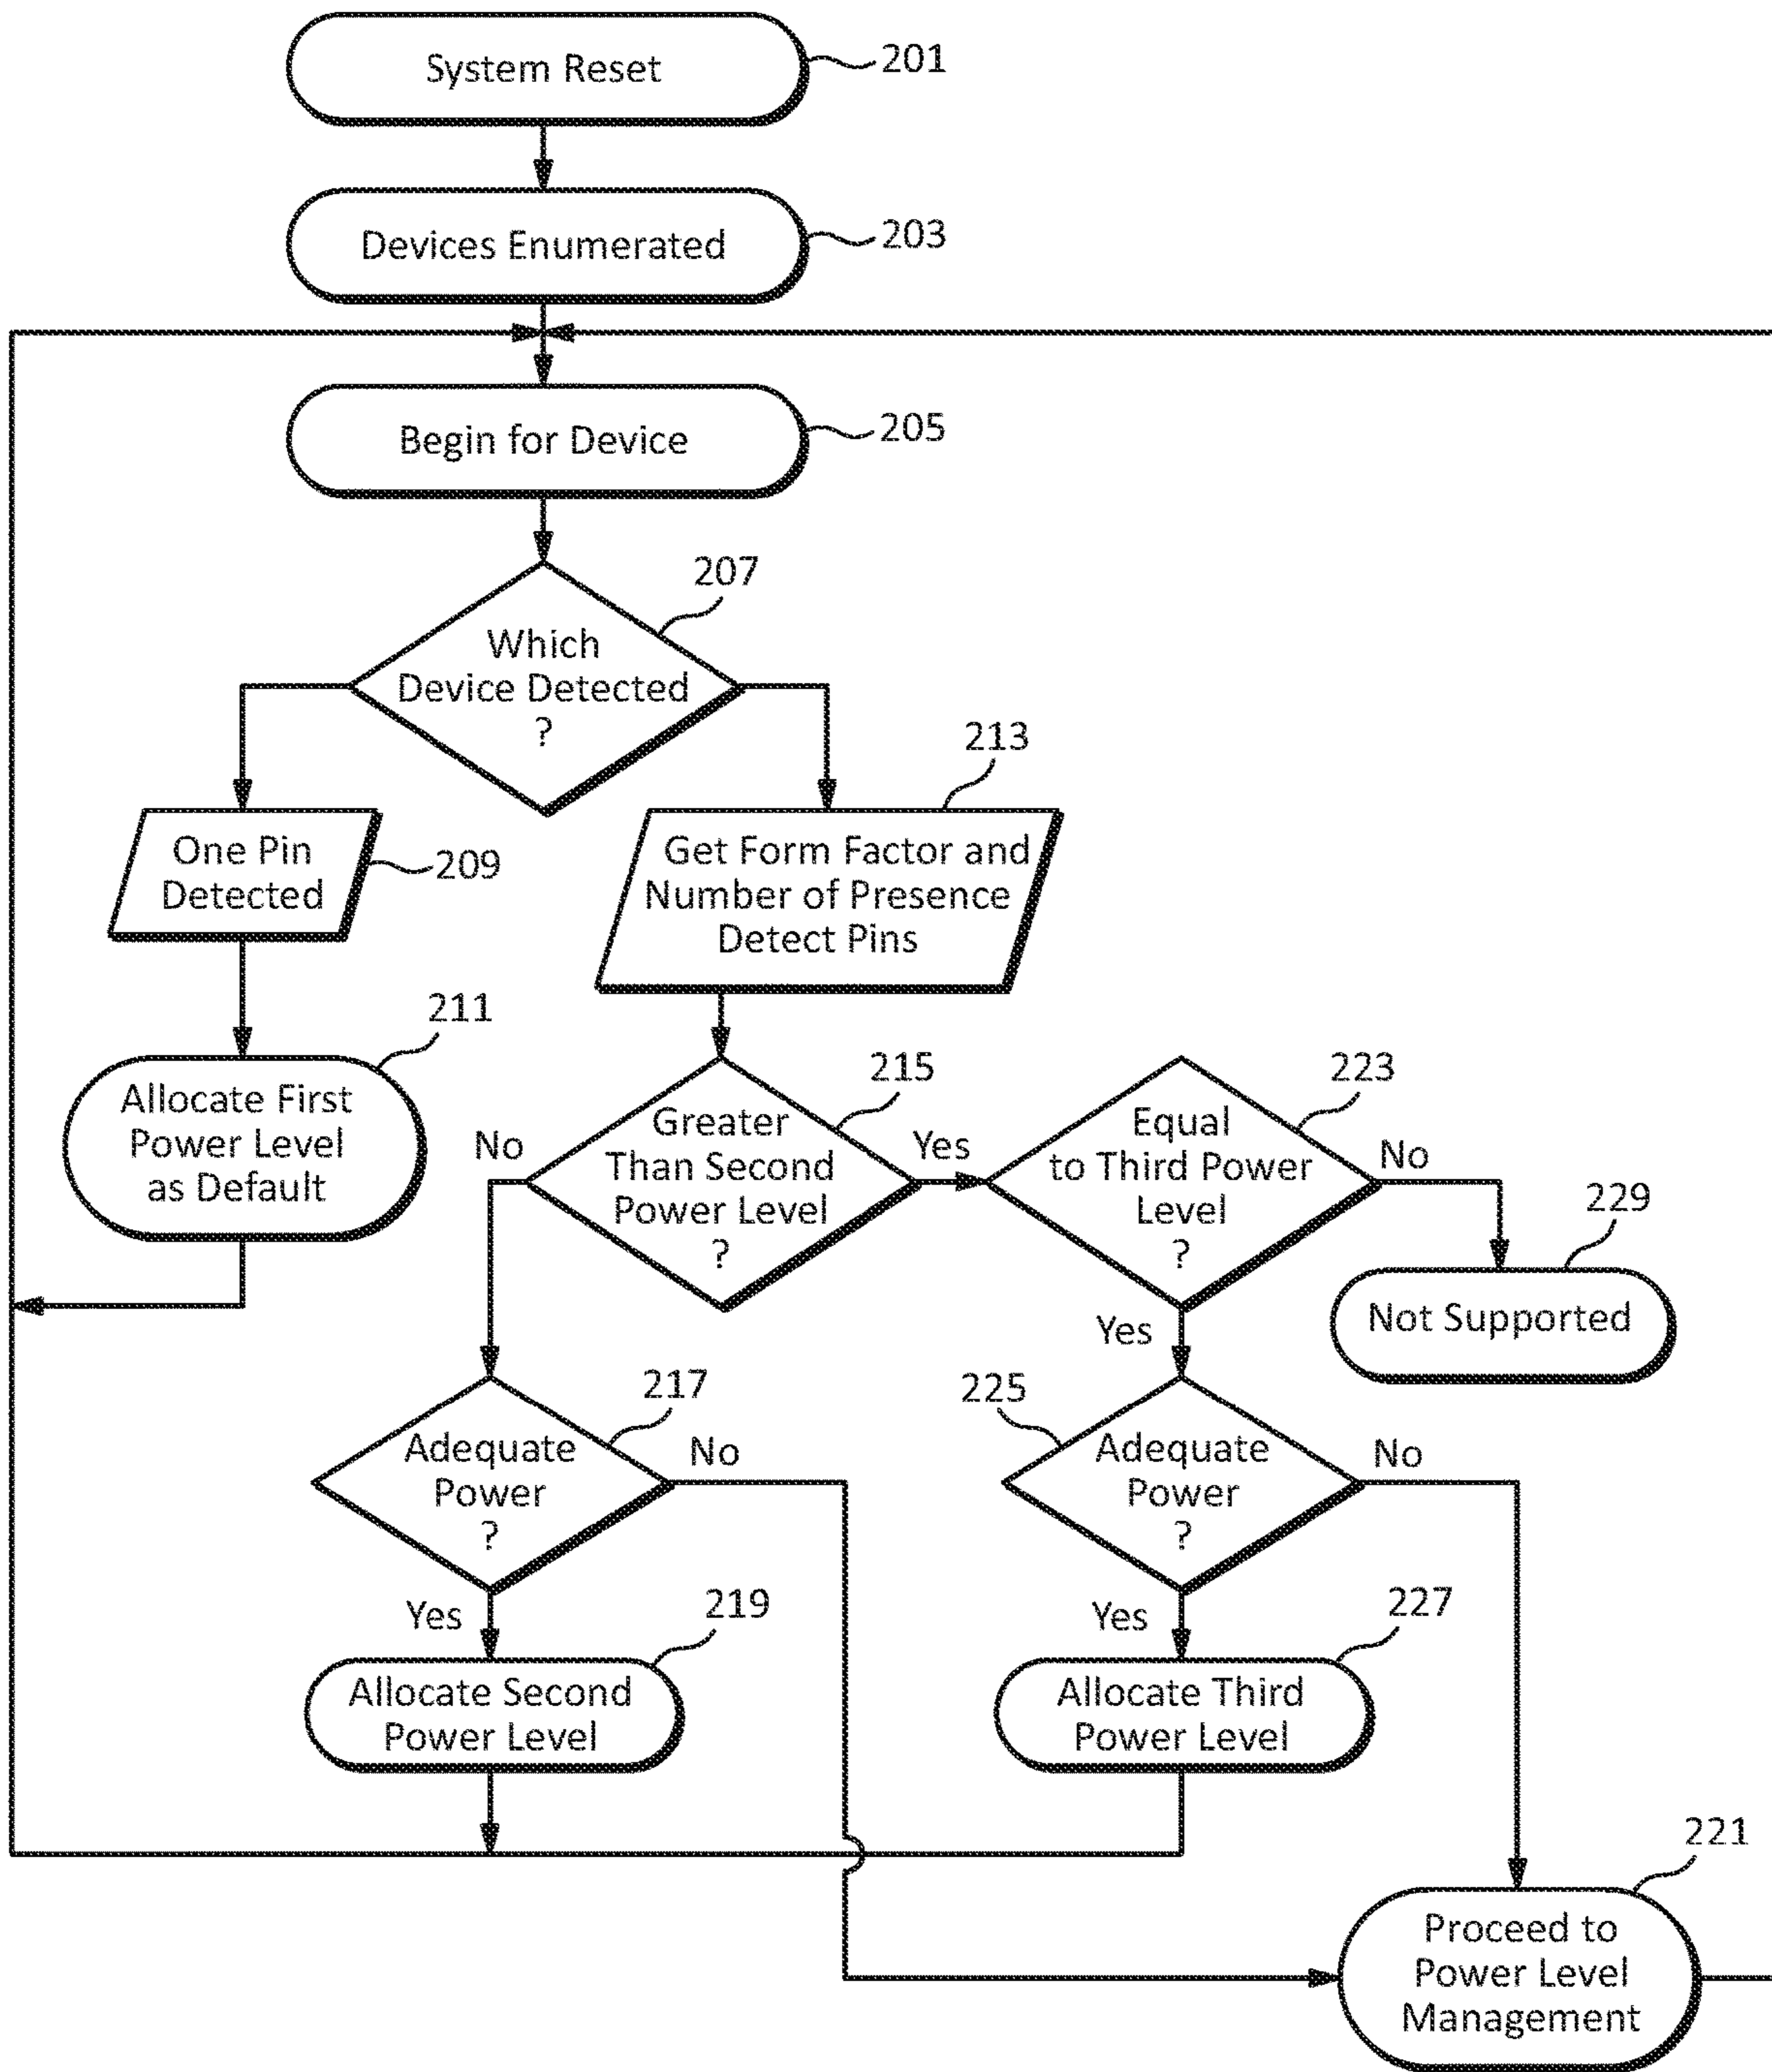 System Reset
201
Devices Enumerated
203
Begin for Device
205
207
Which
Device Detected
?
213
One Pin
Detected
209
Get Form Factor and
Number of Presence
Detect Pins
211
Allocate First
Power Level
as Default
215
Greater
Than Second
Power Level
?
No
Yes
223
Equal
to Third Power
Level
?
No
Yes
229
Not Supported
217
Adequate
Power
?
No
Yes
225
Adequate
Power
?
No
Yes
219
Allocate Second
Power Level
227
Allocate Third
Power Level
221
Proceed to
Power Level
Management